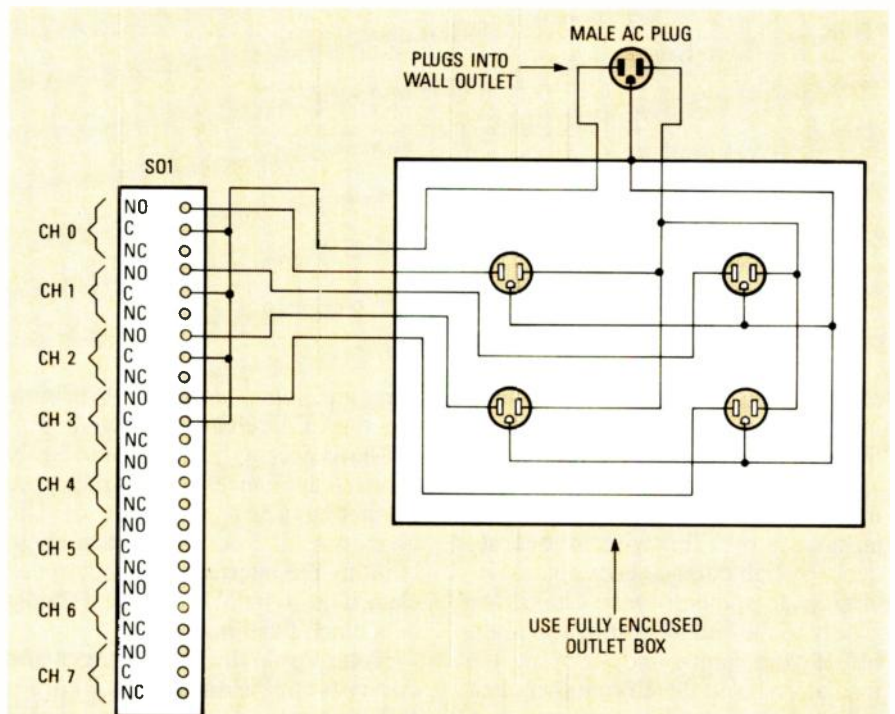 MALE AC PLUG
PLUGS INTO
WALL OUTLET
SO1
CH 0
NO
C
NC
CH 1
NO
C
NC
CH 2
NO
C
NC
CH 3
NO
C
NC
CH 4
NO
C
NC
CH 5
NO
C
NC
CH 6
NO
C
NC
CH 7
NO
C
NC
USE FULLY ENCLOSED
OUTLET BOX